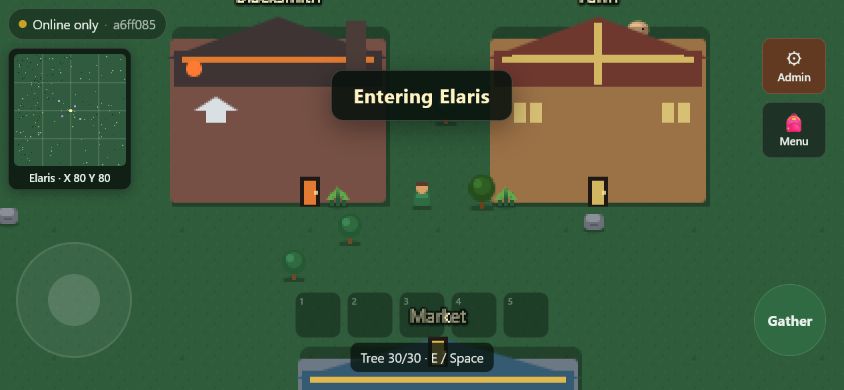 Online only · a6ff085
Entering Elaris
Admin
Menu
Elaris · X 80 Y 80
1
2
3
4
5
Market
Tree 30/30 · E / Space
Gather